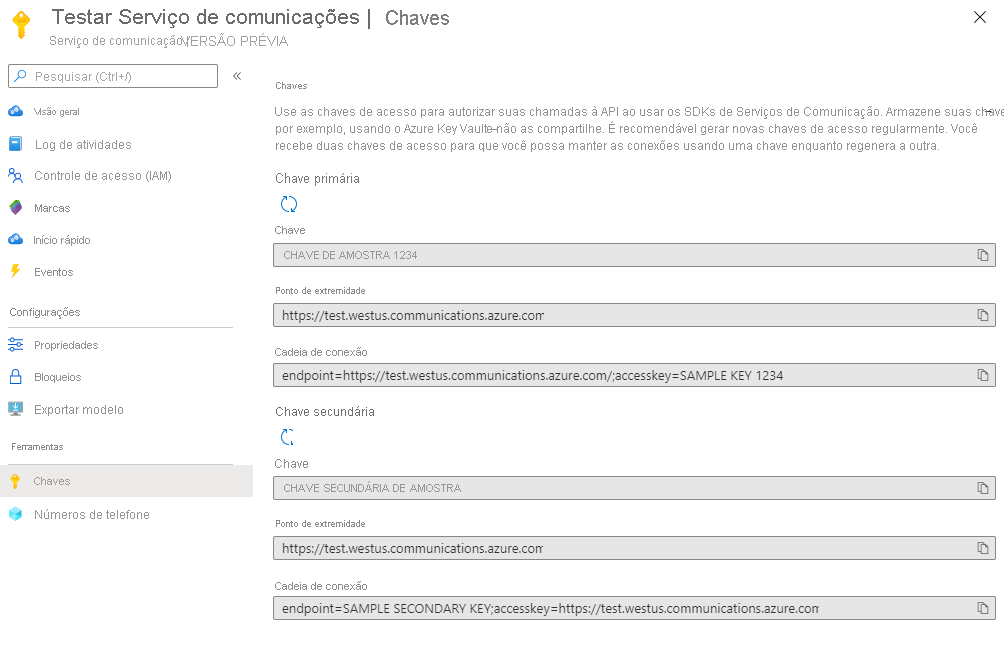 Testar Serviço de comunicações | Chaves
Serviço de comunicação/VERSÃO PRÉVIA
Pesquisar (Ctrl+/)
«
Visão geral
Log de atividades
Controle de acesso (IAM)
Marcas
Início rápido
Eventos
Configurações
Propriedades
Bloqueios
Exportar modelo
Ferramentas
Chaves
Números de telefone
Chaves
Use as chaves de acesso para autorizar suas chamadas à API ao usar os SDKs de Serviços de Comunicação. Armazene suas chave
por exemplo, usando o Azure Key Vault—não as compartilhe. É recomendável gerar novas chaves de acesso regularmente. Você
recebe duas chaves de acesso para que você possa manter as conexões usando uma chave enquanto regenera a outra.
Chave primária
Chave
CHAVE DE AMOSTRA 1234
Ponto de extremidade
https://test.westus.communications.azure.com
Cadeia de conexão
endpoint=https://test.westus.communications.azure.com/;accesskey=SAMPLE KEY 1234
Chave secundária
Chave
CHAVE SECUNDÁRIA DE AMOSTRA
Ponto de extremidade
https://test.westus.communications.azure.com
Cadeia de conexão
endpoint=SAMPLE SECONDARY KEY;accesskey=https://test.westus.communications.azure.com